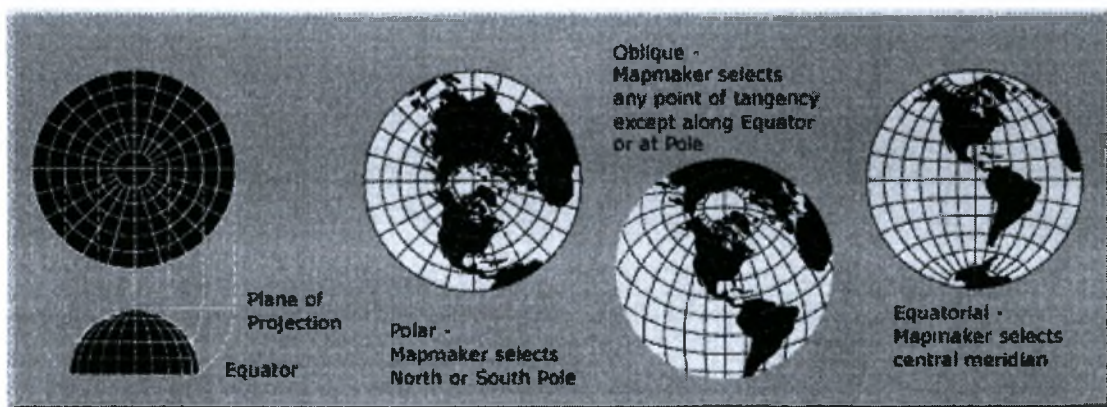 Plane of
Projection
Equator
Polar -
Mapmaker selects
North or South Pole
Oblique -
Mapmaker selects
any point of tangency
except along Equator
or at Pole
Equatorial -
Mapmaker selects
central meridian